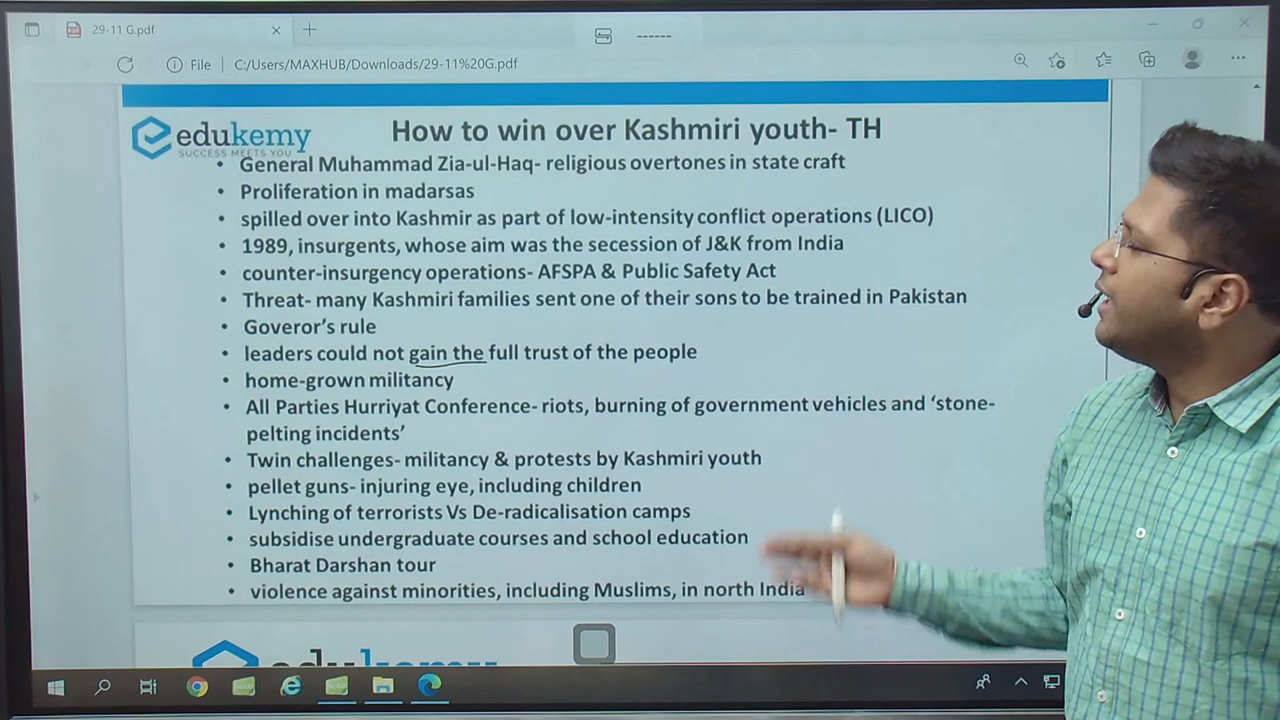 29-11 G.pdf
------
File
C:/Users/MAXHUB/Downloads/29-11%20G.pdf
edukemy
SUCCESS MEETS YOU
How to win over Kashmiri youth- TH
• General Muhammad Zia-ul-Haq- religious overtones in state craft
• Proliferation in madarsas
• spilled over into Kashmir as part of low-intensity conflict operations (LICO)
• 1989, insurgents, whose aim was the secession of J&K from India
• counter-insurgency operations- AFSPA & Public Safety Act
• Threat- many Kashmiri families sent one of their sons to be trained in Pakistan
• Goveror’s rule
• leaders could not gain the full trust of the people
• home-grown militancy
• All Parties Hurriyat Conference- riots, burning of government vehicles and ‘stone-
pelting incidents’
• Twin challenges- militancy & protests by Kashmiri youth
• pellet guns- injuring eye, including children
• Lynching of terrorists Vs De-radicalisation camps
• subsidise undergraduate courses and school education
• Bharat Darshan tour
• violence against minorities, including Muslims, in north India
edukemy